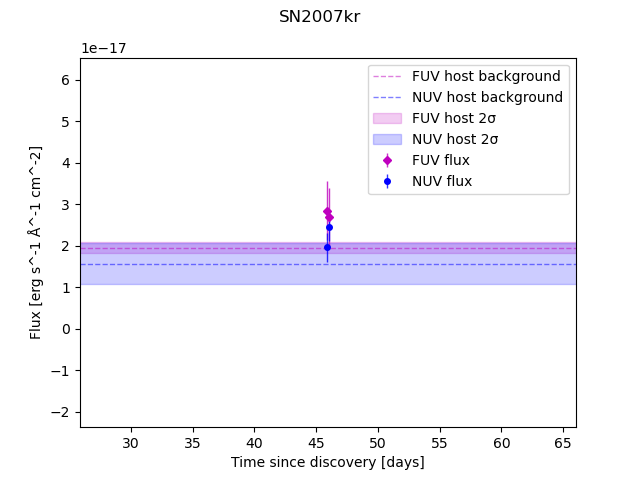 SN2007kr
1e−17
FUV host background
NUV host background
FUV host 2σ
NUV host 2σ
FUV flux
NUV flux
6
5
4
3
2
1
0
−1
−2
Flux [erg s^-1 Å^-1 cm^-2]
30 35 40 45 50 55 60 65
Time since discovery [days]